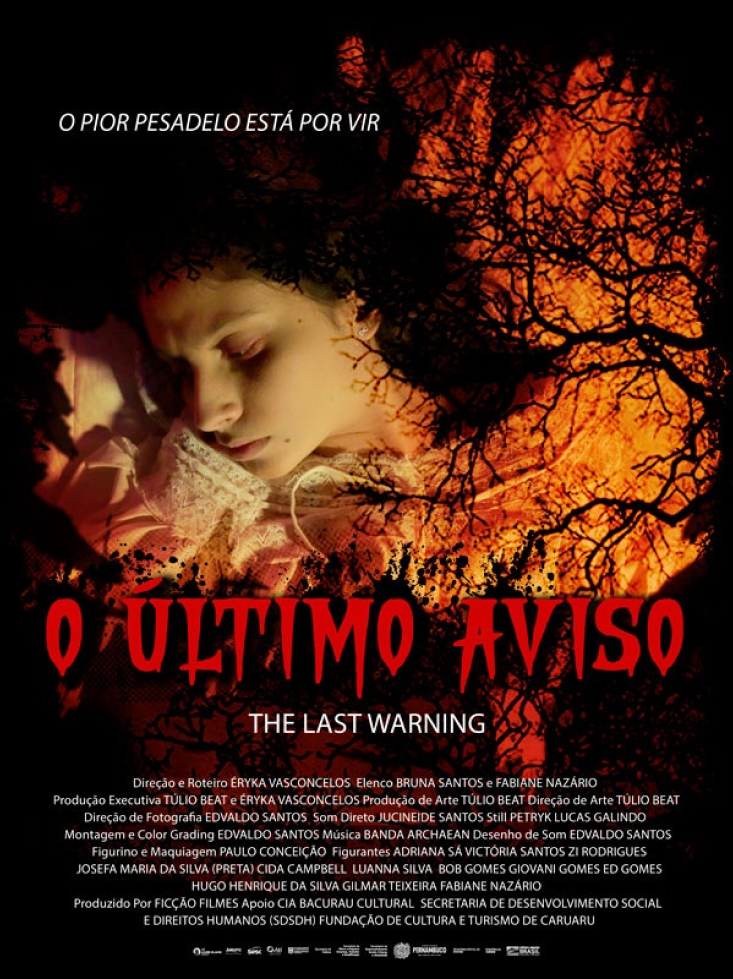 O PIOR PESADELO ESTÁ POR VIR
O ÚLTIMO AVISO
THE LAST WARNING
Direção e Roteiro ÉRYKA VASCONCELOS Elenco BRUNA SANTOS e FABIANE NAZÁRIO
Produção Executiva TÚLIO BEAT e ÉRYKA VASCONCELOS Produção de Arte TÚLIO BEAT Direção de Arte TÚLIO BEAT
Direção de Fotografia EDVALDO SANTOS Som Direto JUCINEIDE SANTOS Still PETRYK LUCAS GALINDO
Montagem e Color Grading EDVALDO SANTOS Música BANDA ARCHAEAN Desenho de Som EDVALDO SANTOS
Figurino e Maquiagem PAULO CONCEIÇÃO Figurantes ADRIANA SÁ VICTÓRIA SANTOS ZI RODRIGUES
JOSEFA MARIA DA SILVA (PRETA) CIDA CAMPBELL LUANNA SILVA BOB GOMES GIOVANI GOMES ED GOMES
HUGO HENRIQUE DA SILVA GILMAR TEIXEIRA FABIANE NAZÁRIO
Produzido Por FICÇÃO FILMES Apoio CIA BACURAU CULTURAL SECRETARIA DE DESENVOLVIMENTO SOCIAL
E DIREITOS HUMANOS (SDSDH) FUNDAÇÃO DE CULTURA E TURISMO DE CARUARU
PERNAMBUCO BRASIL